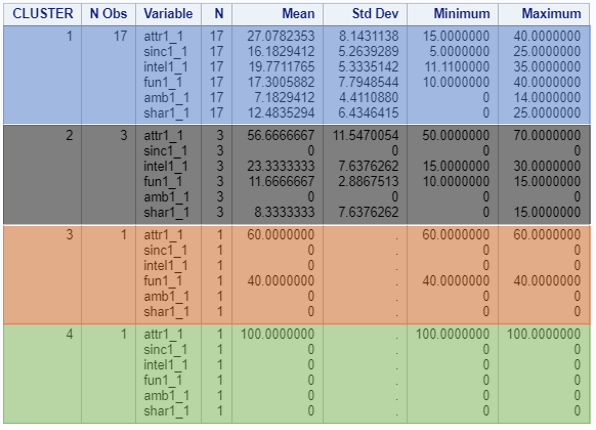 CLUSTER N Obs Variable N Mean Std Dev Minimum Maximum
1 17 attr1_1 17 27.0782353 8.1431138 15.0000000 40.0000000
sinc1_1 17 16.1829412 5.2639289 5.0000000 25.0000000
intel1_1 17 19.7711765 5.3335142 11.1100000 35.0000000
fun1_1 17 17.3005882 7.7948544 10.0000000 40.0000000
amb1_1 17 7.1829412 4.4110880 0 14.0000000
shar1_1 17 12.4835294 6.4346415 0 25.0000000
2 3 attr1_1 3 56.6666667 11.5470054 50.0000000 70.0000000
sinc1_1 3 0 0 0 0
intel1_1 3 23.3333333 7.6376262 15.0000000 30.0000000
fun1_1 3 11.6666667 2.8867513 10.0000000 15.0000000
amb1_1 3 0 0 0 0
shar1_1 3 8.3333333 7.6376262 0 15.0000000
3 1 attr1_1 1 60.0000000 . 60.0000000 60.0000000
sinc1_1 1 0 . 0 0
intel1_1 1 0 . 0 0
fun1_1 1 40.0000000 . 40.0000000 40.0000000
amb1_1 1 0 . 0 0
shar1_1 1 0 . 0 0
4 1 attr1_1 1 100.0000000 . 100.0000000 100.0000000
sinc1_1 1 0 . 0 0
intel1_1 1 0 . 0 0
fun1_1 1 0 . 0 0
amb1_1 1 0 . 0 0
shar1_1 1 0 . 0 0